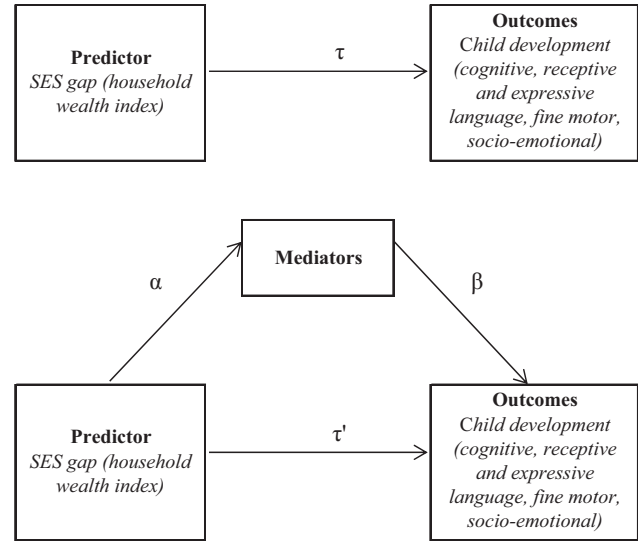 Predictor
SES gap (household
wealth index)
τ
Outcomes
Child development
(cognitive, receptive
and expressive
language, fine motor,
socio-emotional)
Mediators
α
β
Predictor
SES gap (household
wealth index)
τ'
Outcomes
Child development
(cognitive, receptive
and expressive
language, fine motor,
socio-emotional)